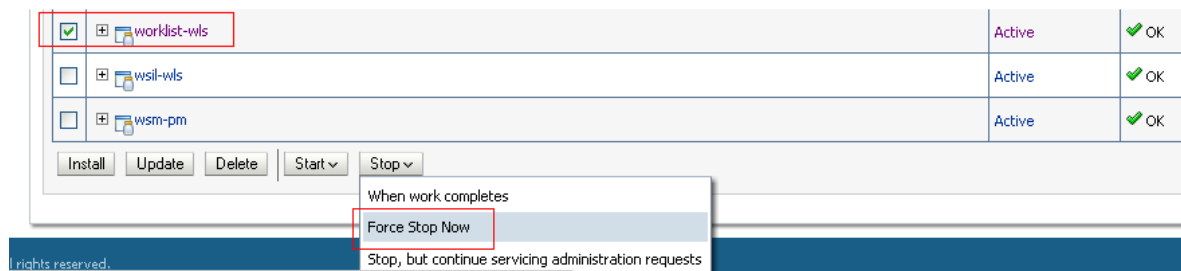 worklist-wls Active OK
wsil-wls Active OK
wsm-pm Active OK
Install Update Delete Start Stop
When work completes
Force Stop Now
Stop, but continue servicing administration requests
l rights reserved.